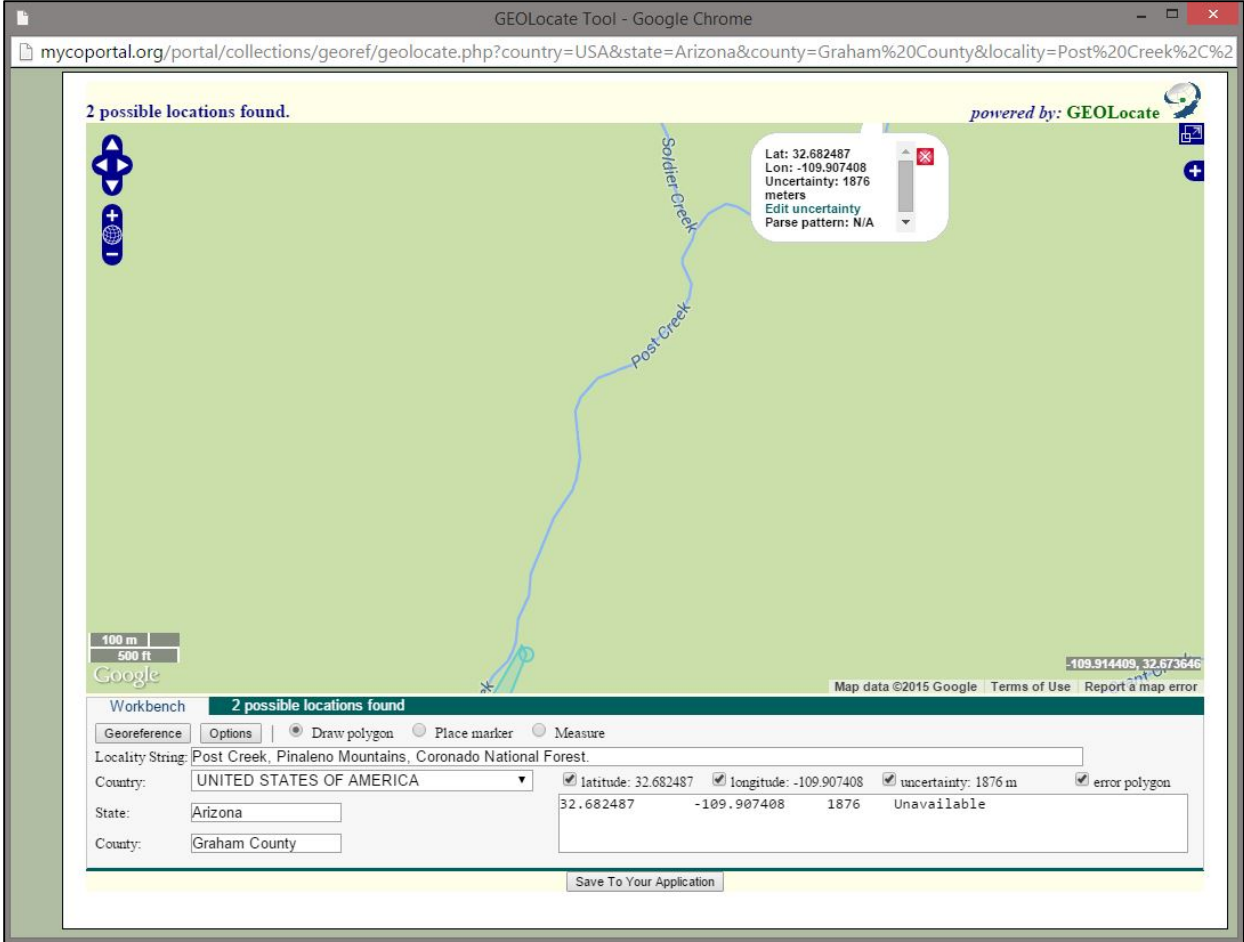 GEOLocate Tool - Google Chrome
mycoportal.org/portal/collections/georef/geolocate.php?country=USA&state=Arizona&county=Graham%20County&locality=Post%20Creek%2C%2
2 possible locations found.
powered by: GEOLocate
Soldier Creek
Lat: 32.682487
Lon: -109.907408
Uncertainty: 1876
meters
Edit uncertainty
Parse pattern: N/A
Post Creek
100 m
500 ft
Google
-109.914409, 32.673646
Map data ©2015 Google Terms of Use Report a map error
Workbench 2 possible locations found
Georeference Options | Draw polygon Place marker Measure
Locality String: Post Creek, Pinaleno Mountains, Coronado National Forest.
Country: UNITED STATES OF AMERICA latitude: 32.682487 longitude: -109.907408 uncertainty: 1876 m error polygon
32.682487 -109.907408 1876 Unavailable
State: Arizona
County: Graham County
Save To Your Application